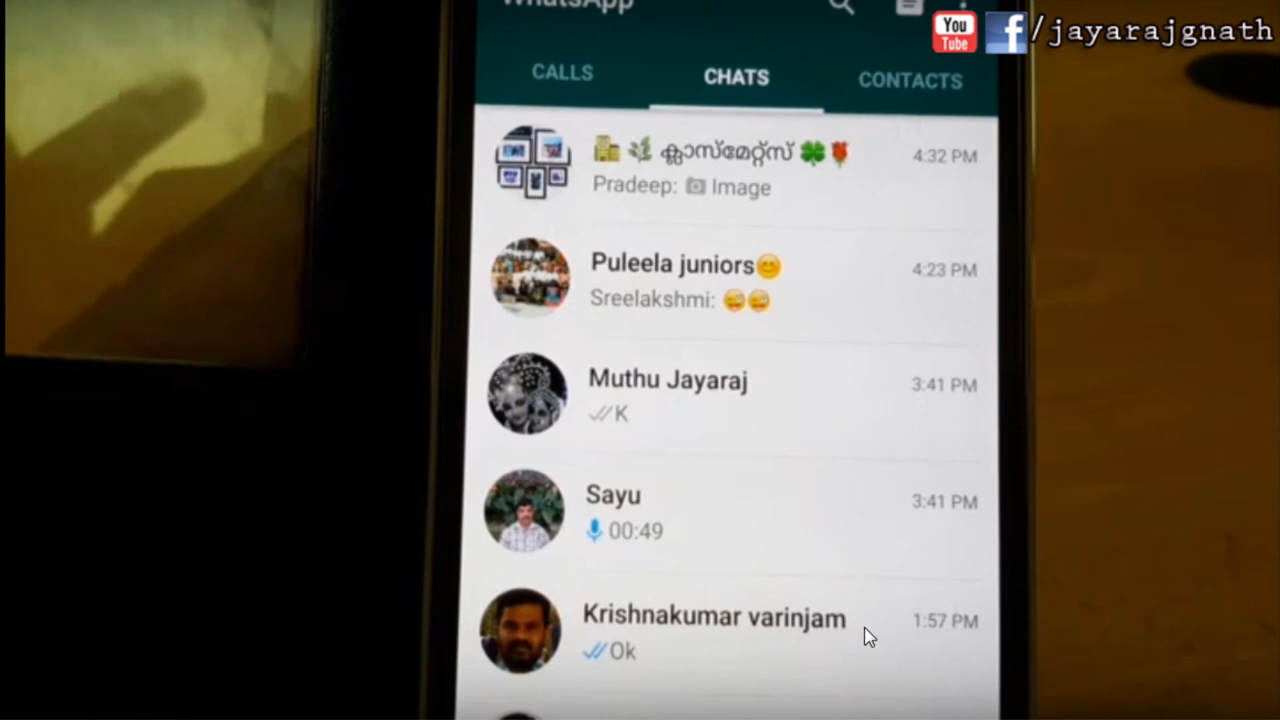 WhatsApp
You
Tube
f/jayarajgnath
CALLS CHATS CONTACTS
ക്ലാസ്മേറ്റ്സ് 4:32 PM
Pradeep: Image
Puleela juniors 4:23 PM
Sreelakshmi:
Muthu Jayaraj 3:41 PM
K
Sayu 3:41 PM
00:49
Krishnakumar varinjam 1:57 PM
Ok